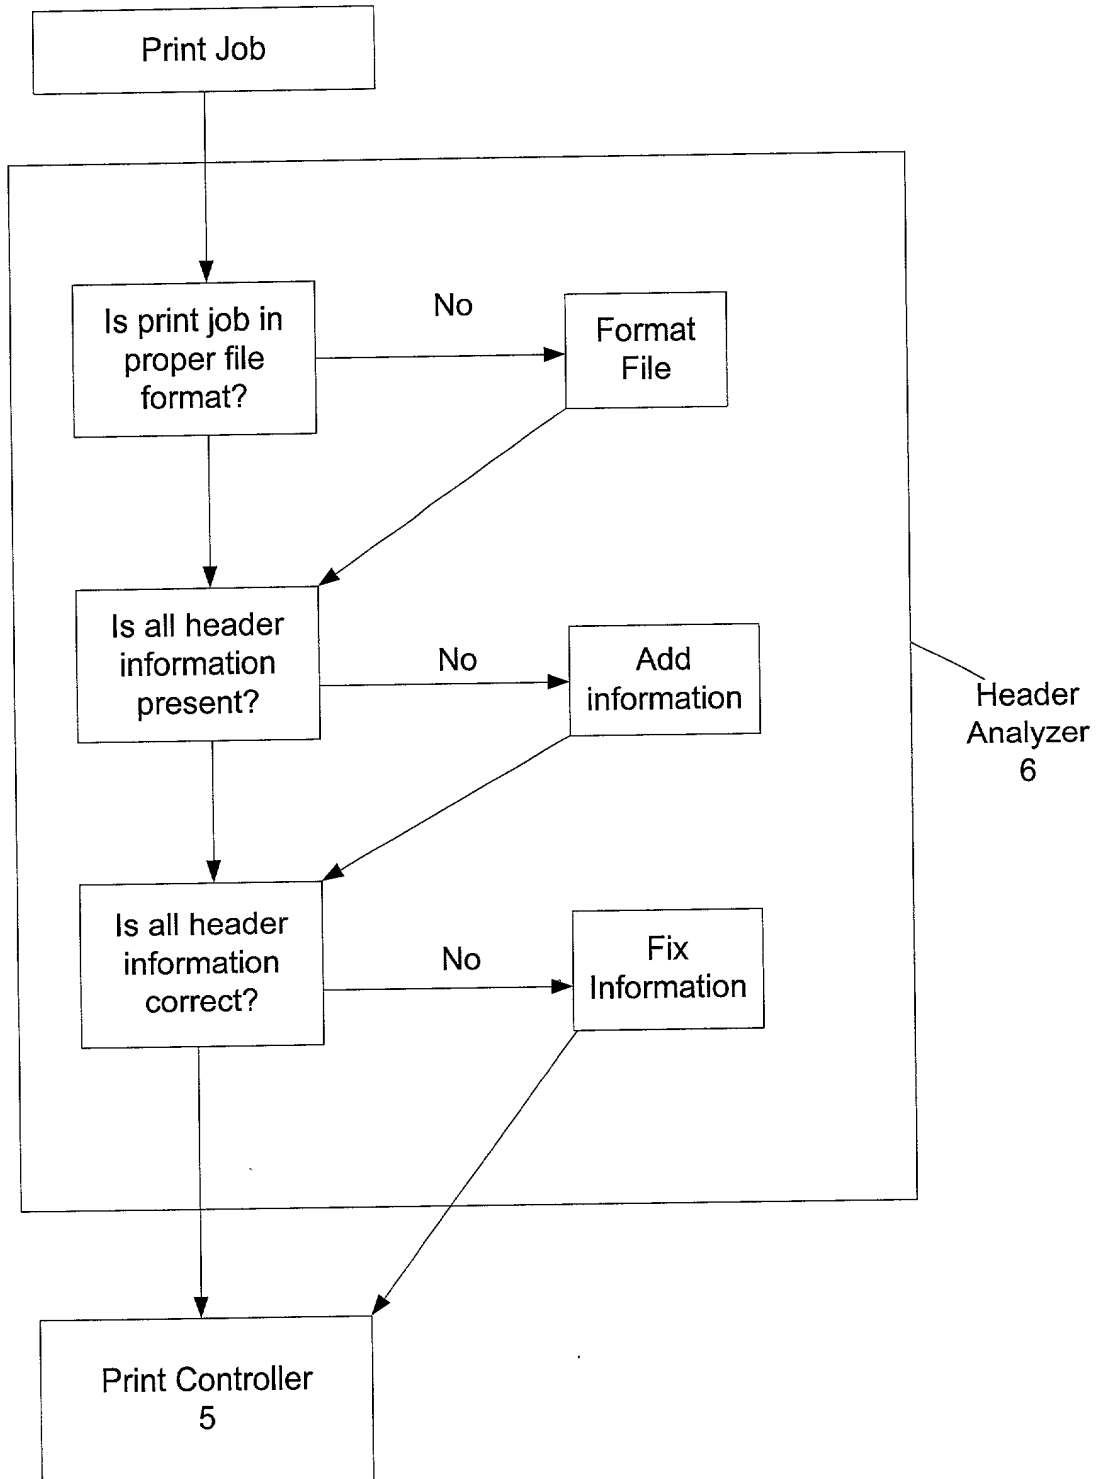 Print Job
Is print job in
proper file
format?
No
Format
File
Is all header
information
present?
No
Add
information
Header
Analyzer
6
Is all header
information
correct?
No
Fix
Information
Print Controller
5